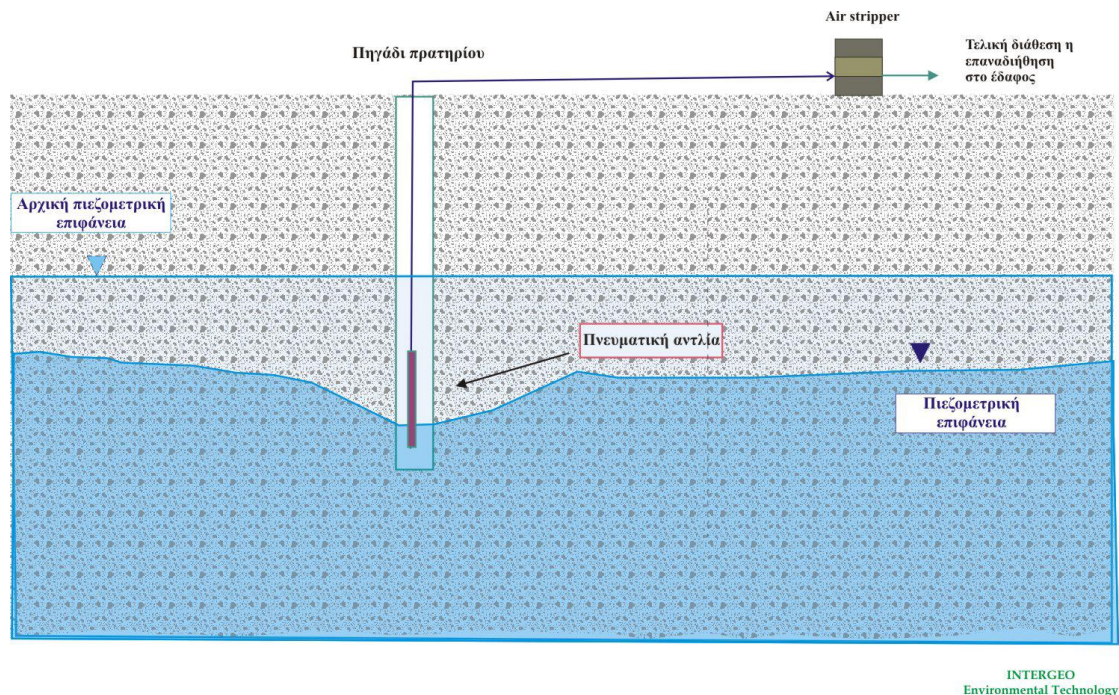 Air stripper
Πηγάδι πρατηρίου
Τελική διάθεση η
επαναδιήθηση
στο έδαφος
Αρχική πιεζομετρική
επιφάνεια
Πνευματική αντλία
Πιεζομετρική
επιφάνεια
INTERGEO
Environmental Technology